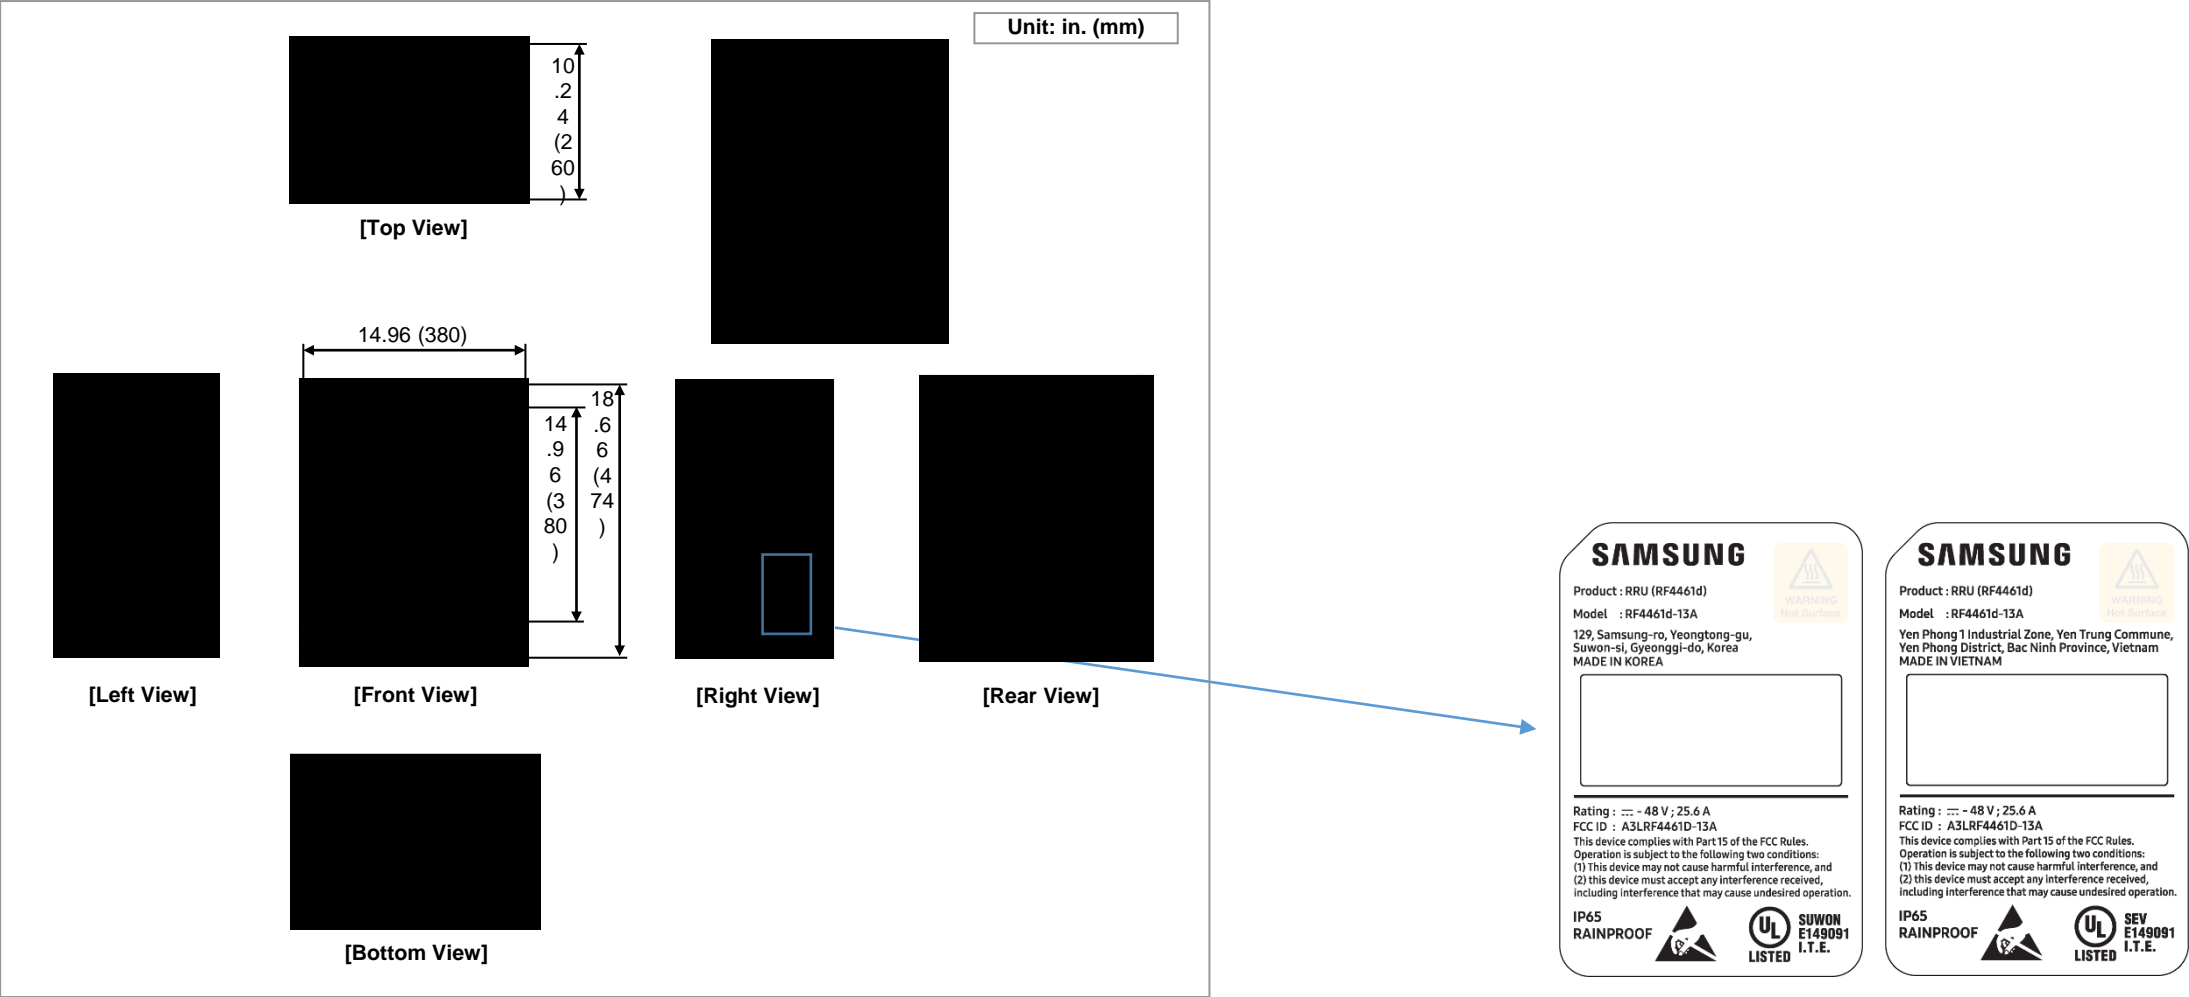 Unit: in. (mm)
10
.2
4
(2
60
)
[Top View]
14.96 (380)
14
.9
6
(3
80
)
18
.6
6
(4
74
)
[Left View]
[Front View]
[Right View]
[Rear View]
[Bottom View]
SAMSUNG
WARNING
Hot Surface
Product : RRU (RF4461d)
Model : RF4461d-13A
129, Samsung-ro, Yeongtong-gu,
Suwon-si, Gyeonggi-do, Korea
MADE IN KOREA
Rating : - 48 V ; 25.6 A
FCC ID : A3LRF4461D-13A
This device complies with Part 15 of the FCC Rules.
Operation is subject to the following two conditions:
(1) This device may not cause harmful interference, and
(2) this device must accept any interference received,
including interference that may cause undesired operation.
IP65
RAINPROOF
UL
LISTED
SUWON
E149091
I.T.E.
SAMSUNG
WARNING
Hot Surface
Product : RRU (RF4461d)
Model : RF4461d-13A
Yen Phong 1 Industrial Zone, Yen Trung Commune,
Yen Phong District, Bac Ninh Province, Vietnam
MADE IN VIETNAM
Rating : - 48 V ; 25.6 A
FCC ID : A3LRF4461D-13A
This device complies with Part 15 of the FCC Rules.
Operation is subject to the following two conditions:
(1) This device may not cause harmful interference, and
(2) this device must accept any interference received,
including interference that may cause undesired operation.
IP65
RAINPROOF
UL
LISTED
SEV
E149091
I.T.E.